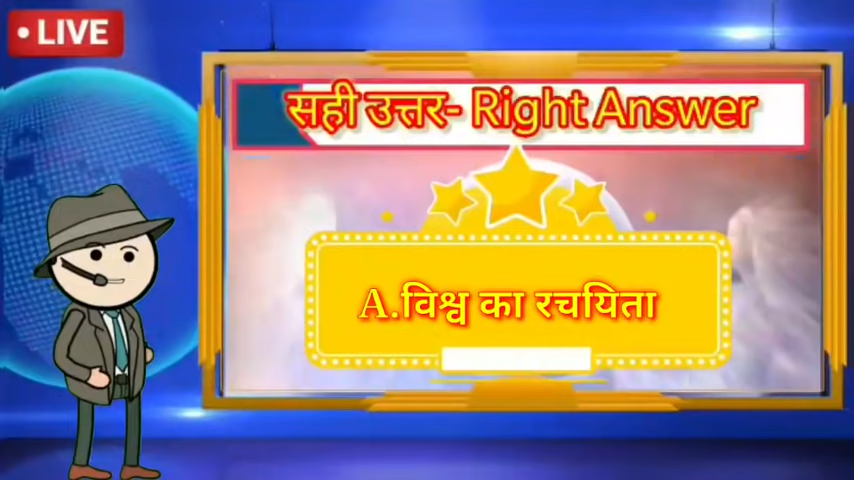 • LIVE
सही उत्तर- Right Answer
A.विश्व का रचयिता